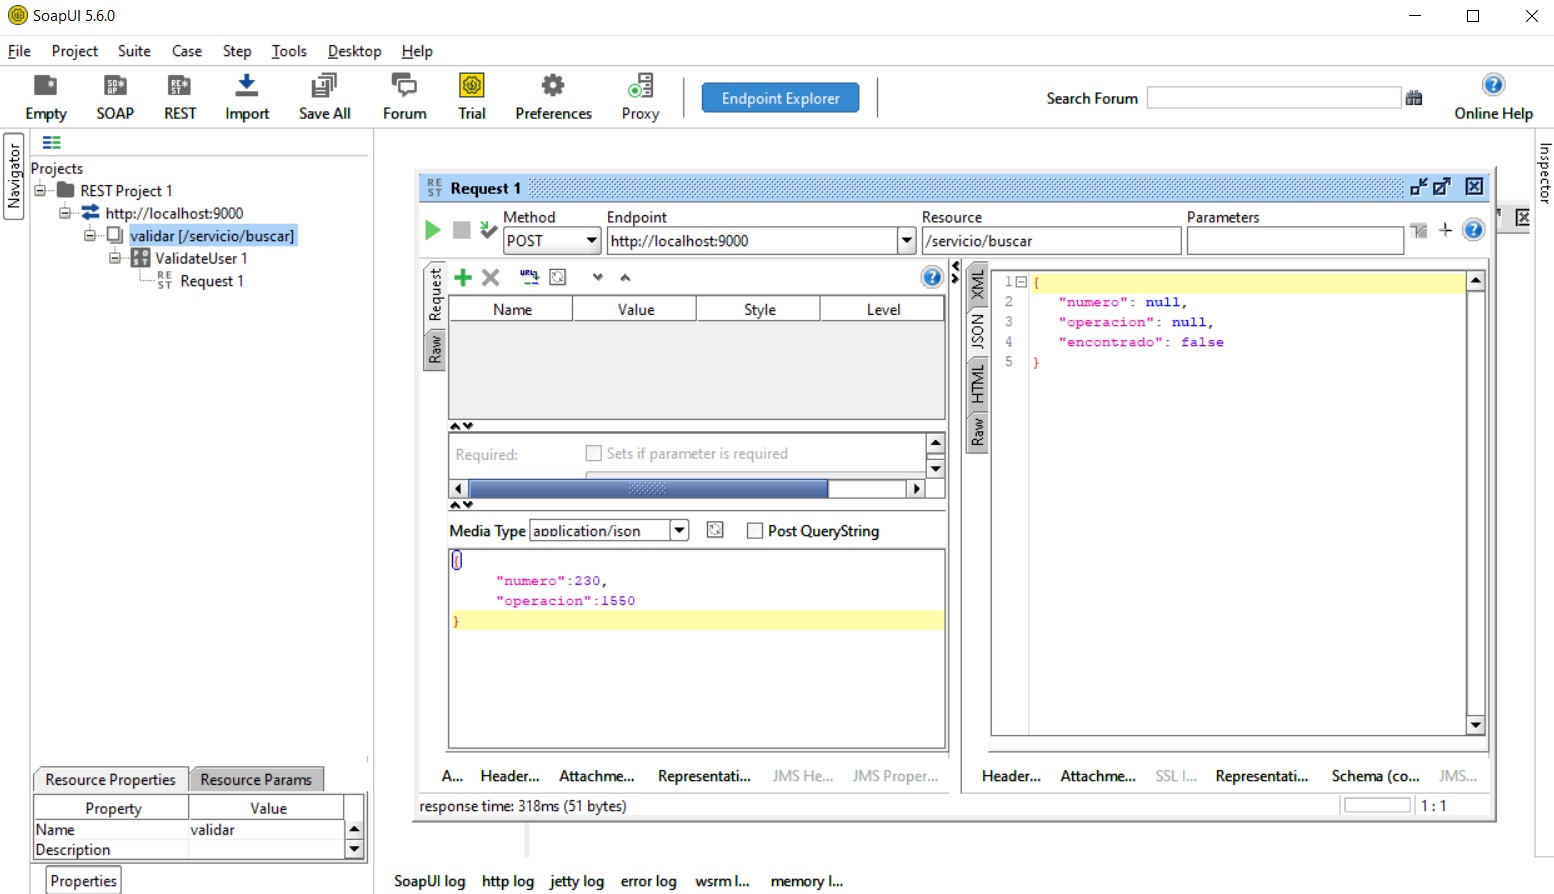 SoapUI 5.6.0
File Project Suite Case Step Tools Desktop Help
Empty SOAP REST Import Save All Forum Trial Preferences Proxy Endpoint Explorer Search Forum Online Help
Navigator
Inspector
Projects
REST Project 1
http://localhost:9000
validar [/servicio/buscar]
ValidateUser 1
REST Request 1
REST Request 1
Method Endpoint Resource Parameters
POST http://localhost:9000 /servicio/buscar
Request
Raw
Name Value Style Level
Required: Sets if parameter is required
Media Type application/json Post QueryString
{
"numero":230,
"operacion":1550
}
A... Header... Attachme... Representati... JMS He... JMS Proper...
XML
JSON
HTML
Raw
1 {
2 "numero": null,
3 "operacion": null,
4 "encontrado": false
5 }
Header... Attachme... SSL I... Representati... Schema (co... JMS...
response time: 318ms (51 bytes) 1 : 1
Resource Properties Resource Params
Property Value
Name validar
Description
Properties
SoapUI log http log jetty log error log wsrm l... memory l...